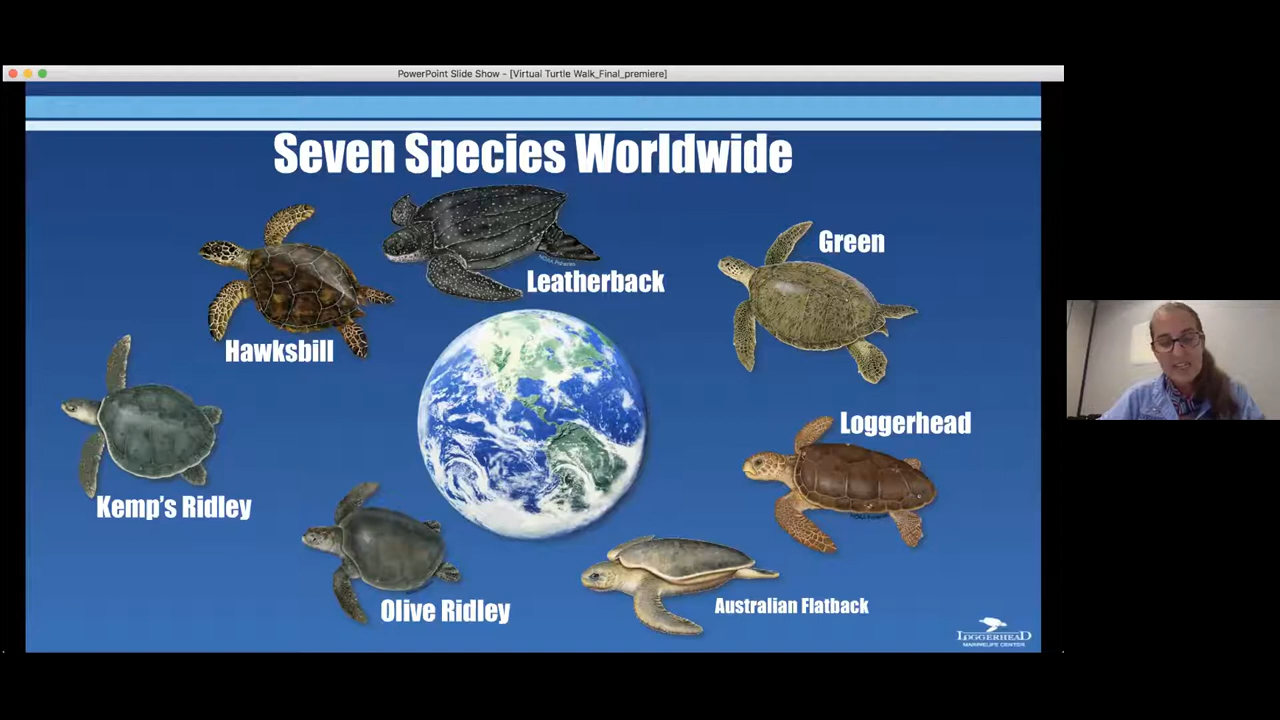 PowerPoint Slide Show - [Virtual Turtle Walk_Final_premiere]
Seven Species Worldwide
Leatherback
Green
Hawksbill
Loggerhead
Kemp's Ridley
Olive Ridley
Australian Flatback
LOGGERHEAD
MARINELIFE CENTER